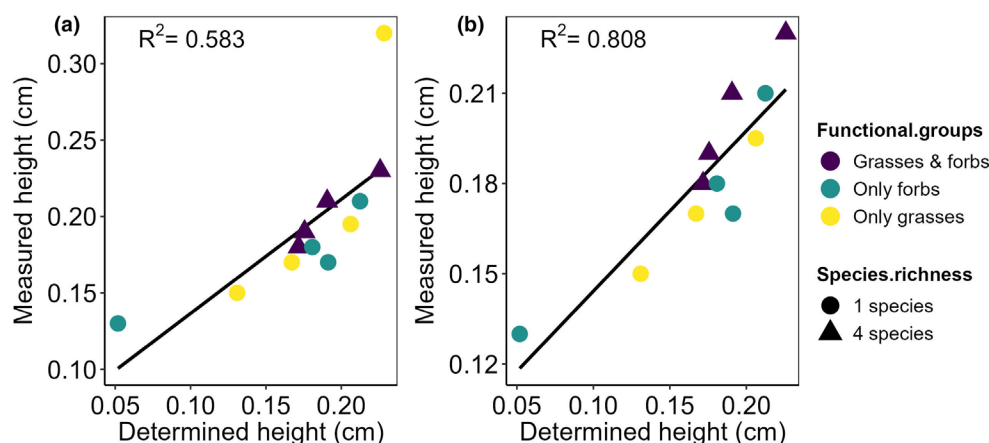 (a)
R²= 0.583
Measured height (cm)
0.30
0.25
0.20
0.15
0.10
0.05 0.10 0.15 0.20
Determined height (cm)
(b)
R²= 0.808
Measured height (cm)
0.21
0.18
0.15
0.12
0.05 0.10 0.15 0.20
Determined height (cm)
Functional.groups
Grasses & forbs
Only forbs
Only grasses
Species.richness
1 species
4 species